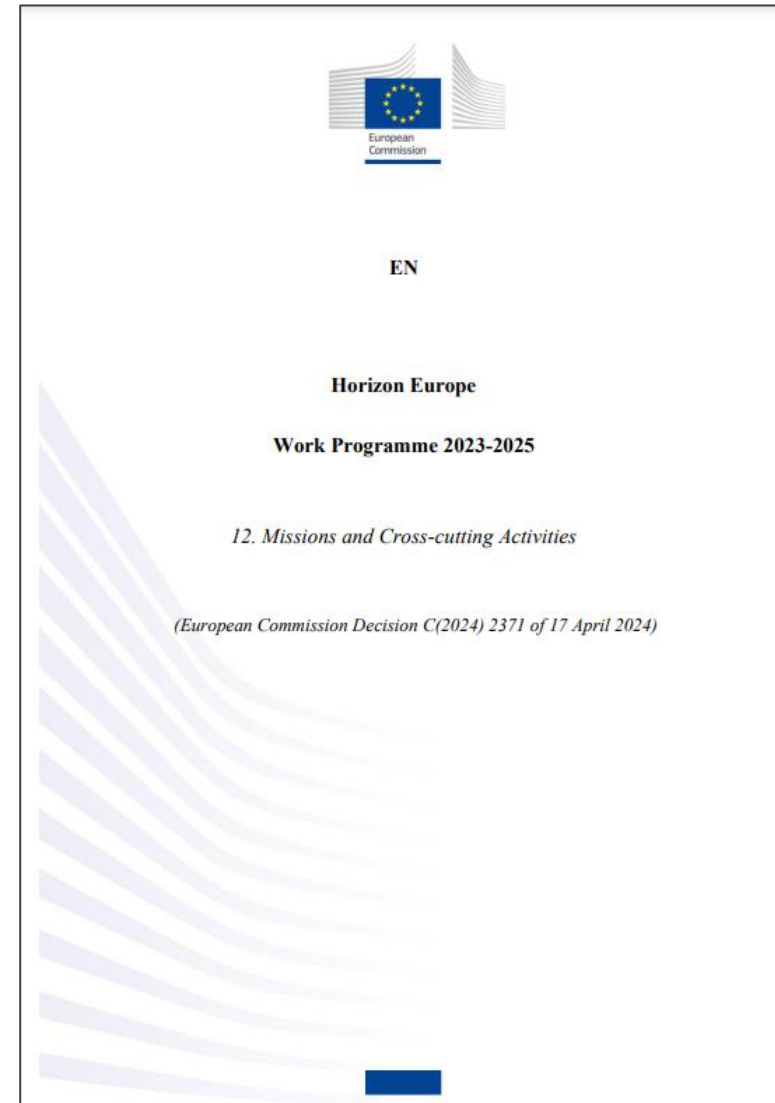 European
Commission
EN
Horizon Europe
Work Programme 2023-2025
12. Missions and Cross-cutting Activities
(European Commission Decision C(2024) 2371 of 17 April 2024)